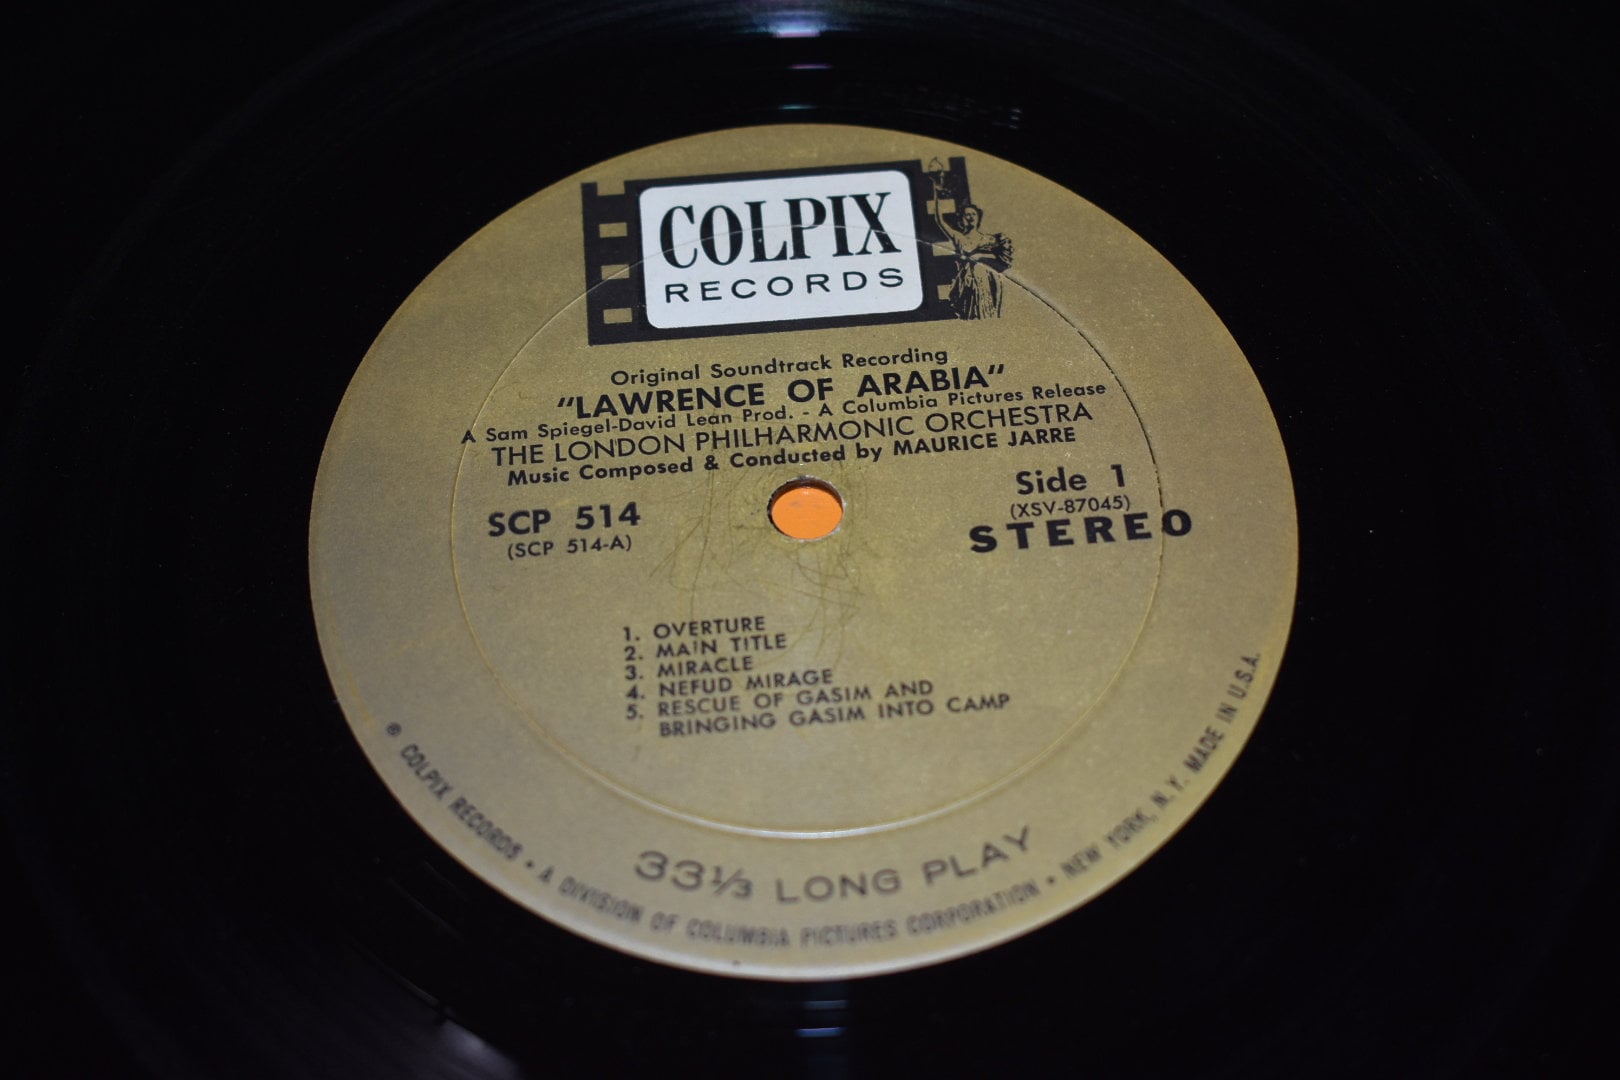 COLPIX
RECORDS
Original Soundtrack Recording
"LAWRENCE OF ARABIA"
A Sam Spiegel-David Lean Prod. - A Columbia Pictures Release
THE LONDON PHILHARMONIC ORCHESTRA
Music Composed & Conducted by MAURICE JARRE
SCP 514
(SCP 514-A)
Side 1
(XSV-87045)
STEREO
1. OVERTURE
2. MAIN TITLE
3. MIRACLE
4. NEFUD MIRAGE
5. RESCUE OF GASIM AND
BRINGING GASIM INTO CAMP
33⅓ LONG PLAY
® COLPIX RECORDS • A DIVISION OF COLUMBIA PICTURES CORPORATION • NEW YORK, N.Y. MADE IN U.S.A.